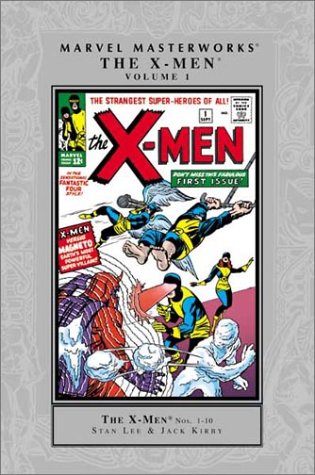 MARVEL MASTERWORKS®
THE X-MEN®
VOLUME 1
THE STRANGEST SUPER-HEROES OF ALL!
MARVEL
12¢
1
SEPT.
the X-MEN
IN THE
SENSATIONAL
FANTASTIC
FOUR
STYLE!
DON'T MISS THIS FABULOUS
FIRST ISSUE!
X-MEN
VERSUS
MAGNETO
EARTH'S MOST
POWERFUL
SUPER-VILLAIN!
THE X-MEN® NOS. 1-10
STAN LEE & JACK KIRBY